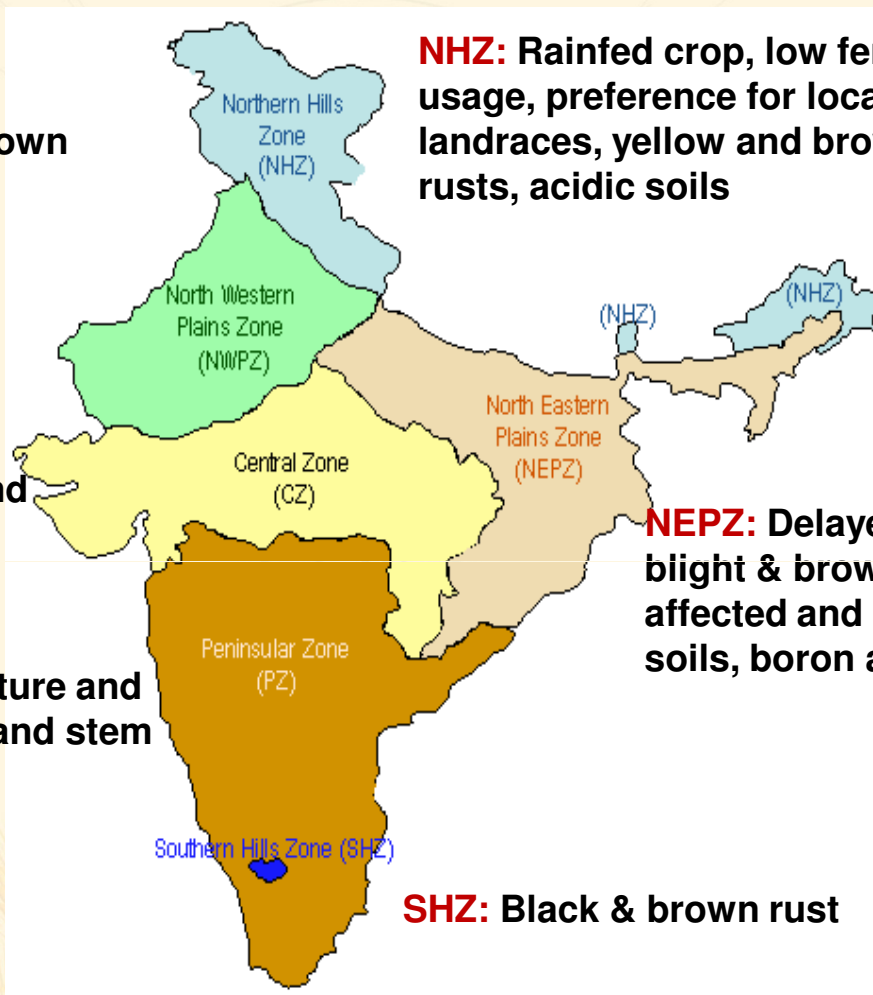 NHZ: Rainfed crop, low fer
usage, preference for loca
landraces, yellow and bro
rusts, acidic soils
own
Northern Hills
Zone
(NHZ)
North Western
Plains Zone
(NWPZ)
(NHZ)
(NHZ)
North Eastern
Plains Zone
(NEPZ)
Central Zone
(CZ)
nd
NEPZ: Delaye
blight & brow
affected and
soils, boron a
Peninsular Zone
(PZ)
ture and
and stem
Southern Hills Zone (SHZ)
SHZ: Black & brown rust